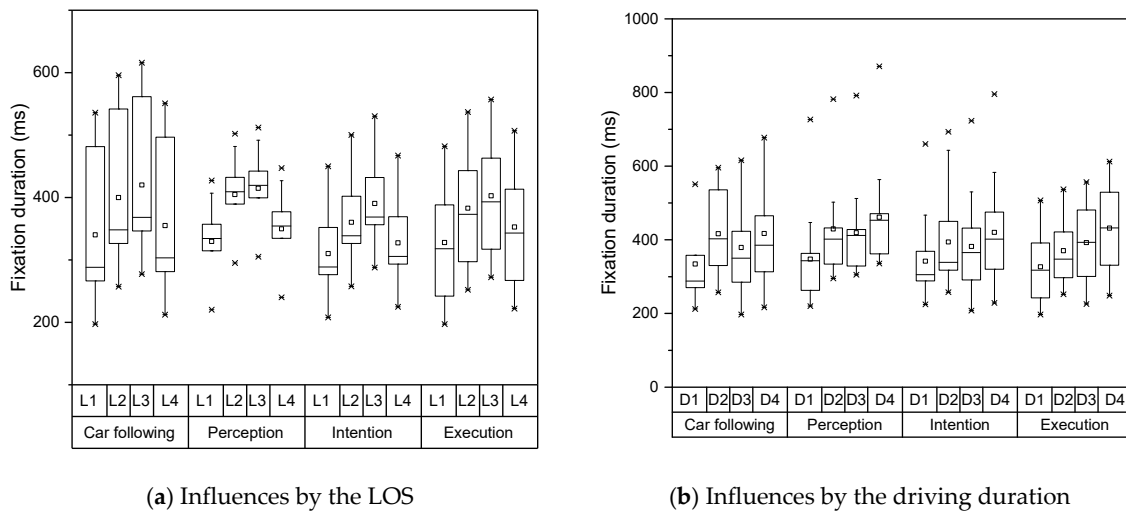 600
400
200
Fixation duration (ms)
L1 L2 L3 L4 L1 L2 L3 L4 L1 L2 L3 L4 L1 L2 L3 L4
Car following Perception Intention Execution
(a) Influences by the LOS
1000
800
600
400
200
0
Fixation duration (ms)
D1 D2 D3 D4 D1 D2 D3 D4 D1 D2 D3 D4 D1 D2 D3 D4
Car following Perception Intention Execution
(b) Influences by the driving duration